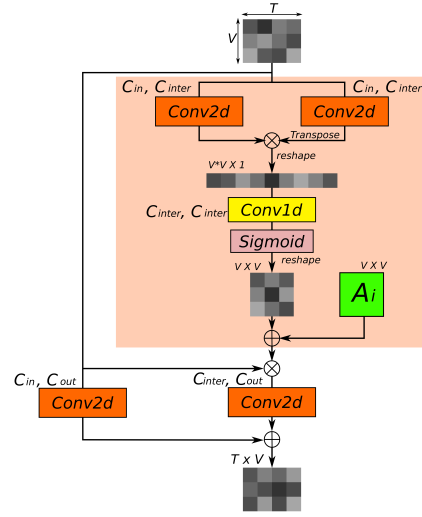 T
V
Cin, Cinter
Cin, Cinter
Conv2d
Conv2d
Transpose
reshape
V*V X 1
Cinter, Cinter
Conv1d
Sigmoid
reshape
V X V
V X V
Ai
Cin, Cout
Cinter, Cout
Conv2d
Conv2d
T x V